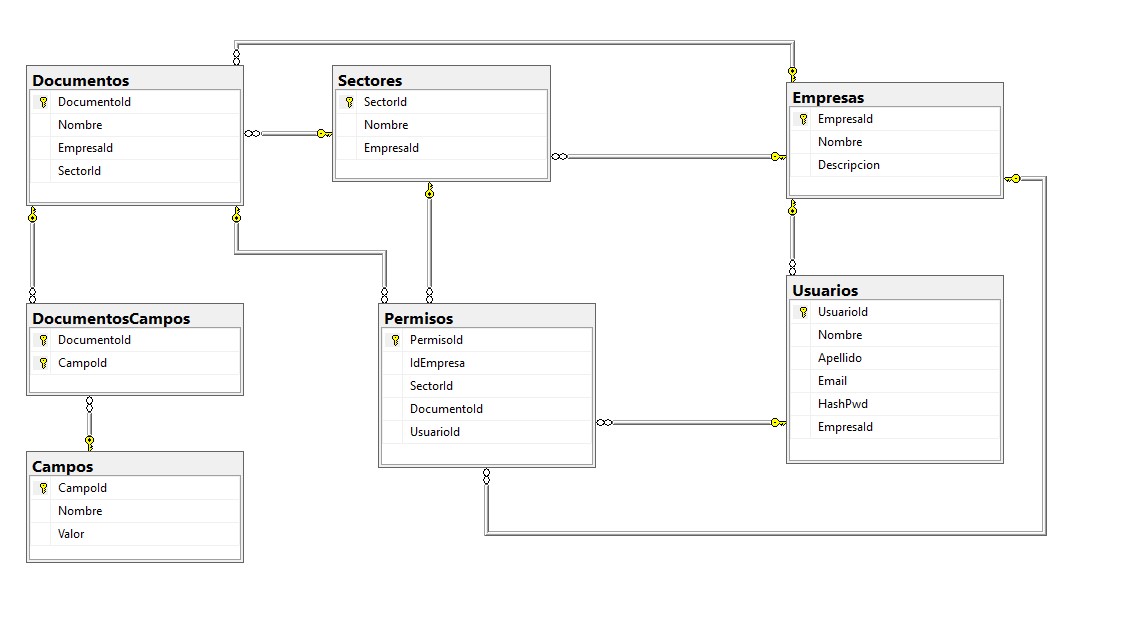 Documentos
DocumentoId
Nombre
EmpresaId
SectorId
Sectores
SectorId
Nombre
EmpresaId
Empresas
EmpresaId
Nombre
Descripcion
DocumentosCampos
DocumentoId
CampoId
Permisos
PermisoId
IdEmpresa
SectorId
DocumentoId
UsuarioId
Usuarios
UsuarioId
Nombre
Apellido
Email
HashPwd
EmpresaId
Campos
CampoId
Nombre
Valor